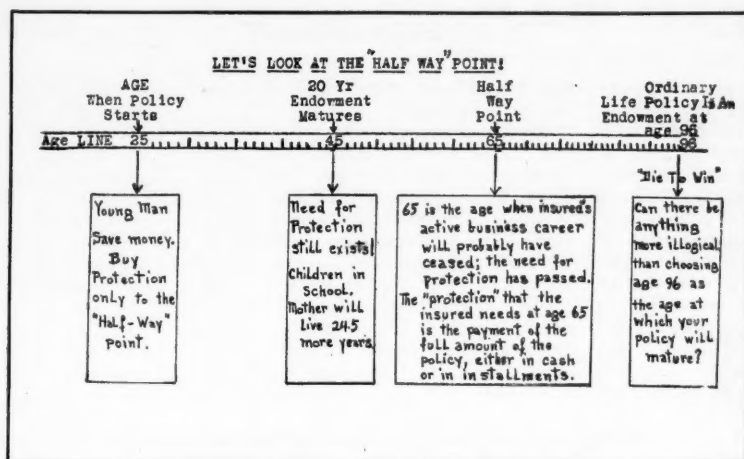 LET'S LOOK AT THE "HALF WAY" POINT!
AGE
When Policy
Starts
20 Yr
Endowment
Matures
Half
Way
Point
Ordinary
Life Policy Is An
Endowment at
age 96
Age LINE 25 45 65 96
"Die To Win"
Young Man
Save money.
Buy
Protection
only to the
"Half-Way"
point.
Need for
Protection
still exists!
Children in
School.
Mother will
live 24.5
more years
65 is the age when insured's
active business career
will probably have
ceased; the need for
protection has passed.
The "protection" that the
insured needs at age 65
is the payment of the
full amount of the
policy, either in cash
or in installments.
Can there be
anything
more illogical
than choosing
age 96 as
the age at
which your
policy will
mature?